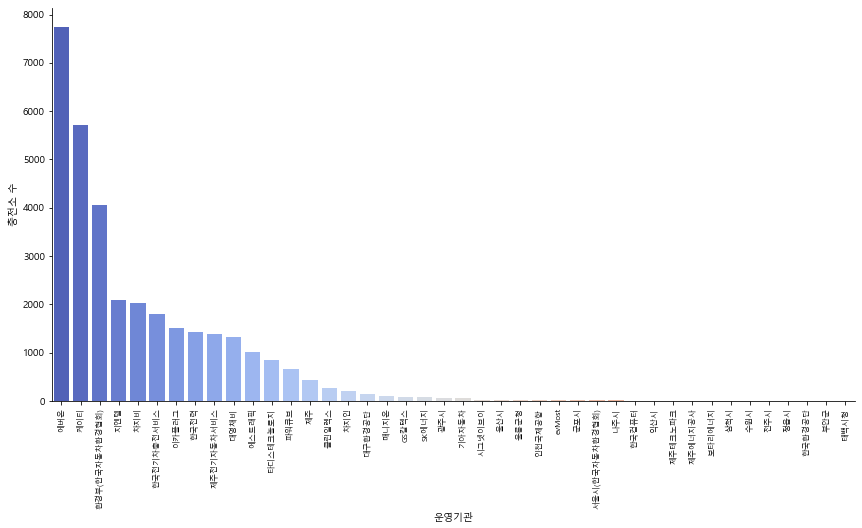 8000
7000
6000
5000
4000
3000
2000
1000
0
충전소 수
에버온
케이티
환경부(한국자동차환경협회)
지엔텔
차지비
한국전기차충전서비스
이카플러그
한국전력
제주전기자동차서비스
대영채비
에스트래픽
타디스테크놀로지
파워큐브
제주
클린일렉스
차지인
대구환경공단
매니지온
GS칼텍스
SK에너지
광주시
기아자동차
시그넷이브이
울산시
울릉군청
인천국제공항
evMost
군포시
서울시(한국자동차환경협회)
나주시
한국컴퓨터
익산시
제주테크노파크
제주에너지공사
보타리에너지
삼척시
수원시
전주시
정읍시
한국환경공단
부안군
태백시청
운영기관